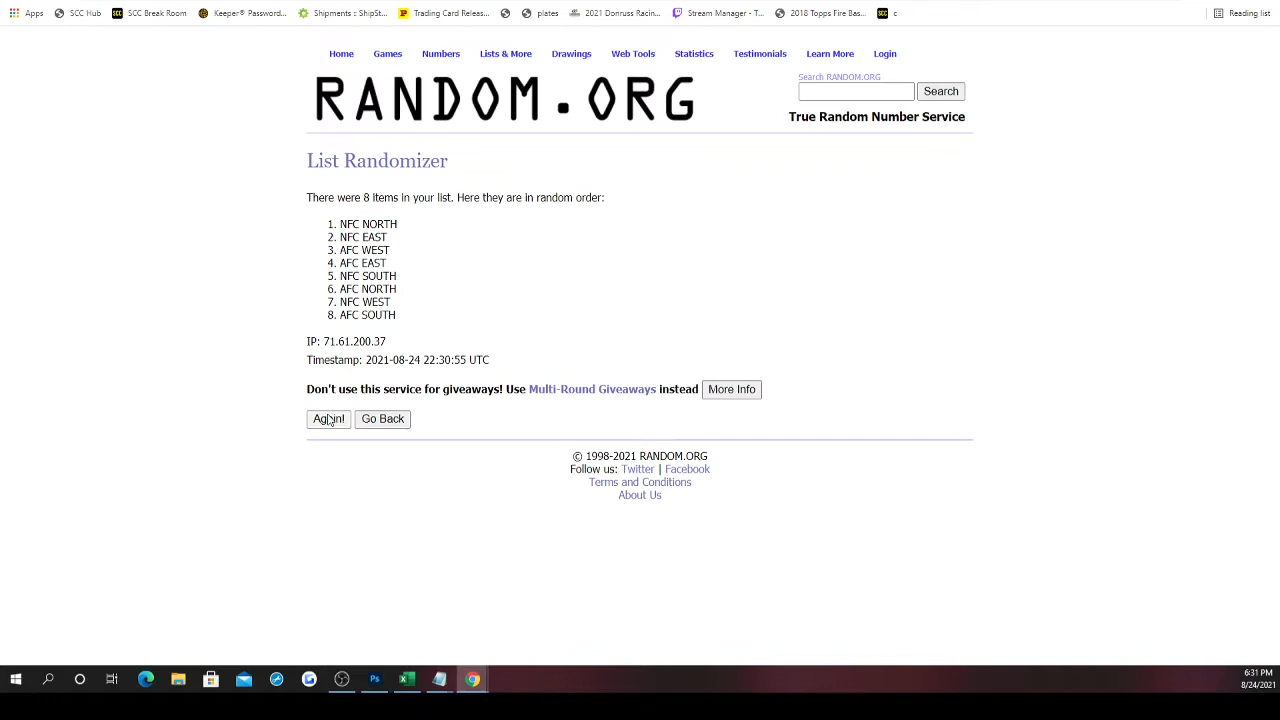 Apps SCC Hub SCC SCC Break Room Keeper® Password... Shipments :: ShipSt... Trading Card Releas... plates 2021 Donruss Racin... Stream Manager - T... 2018 Topps Fire Bas... SCC c Reading list
Home Games Numbers Lists & More Drawings Web Tools Statistics Testimonials Learn More Login
RANDOM.ORG
Search RANDOM.ORG
Search
True Random Number Service
List Randomizer
There were 8 items in your list. Here they are in random order:
1. NFC NORTH
2. NFC EAST
3. AFC WEST
4. AFC EAST
5. NFC SOUTH
6. AFC NORTH
7. NFC WEST
8. AFC SOUTH
IP: 71.61.200.37
Timestamp: 2021-08-24 22:30:55 UTC
Don't use this service for giveaways! Use Multi-Round Giveaways instead More Info
Again! Go Back
© 1998-2021 RANDOM.ORG
Follow us: Twitter | Facebook
Terms and Conditions
About Us
Ps
6:31 PM
8/24/2021